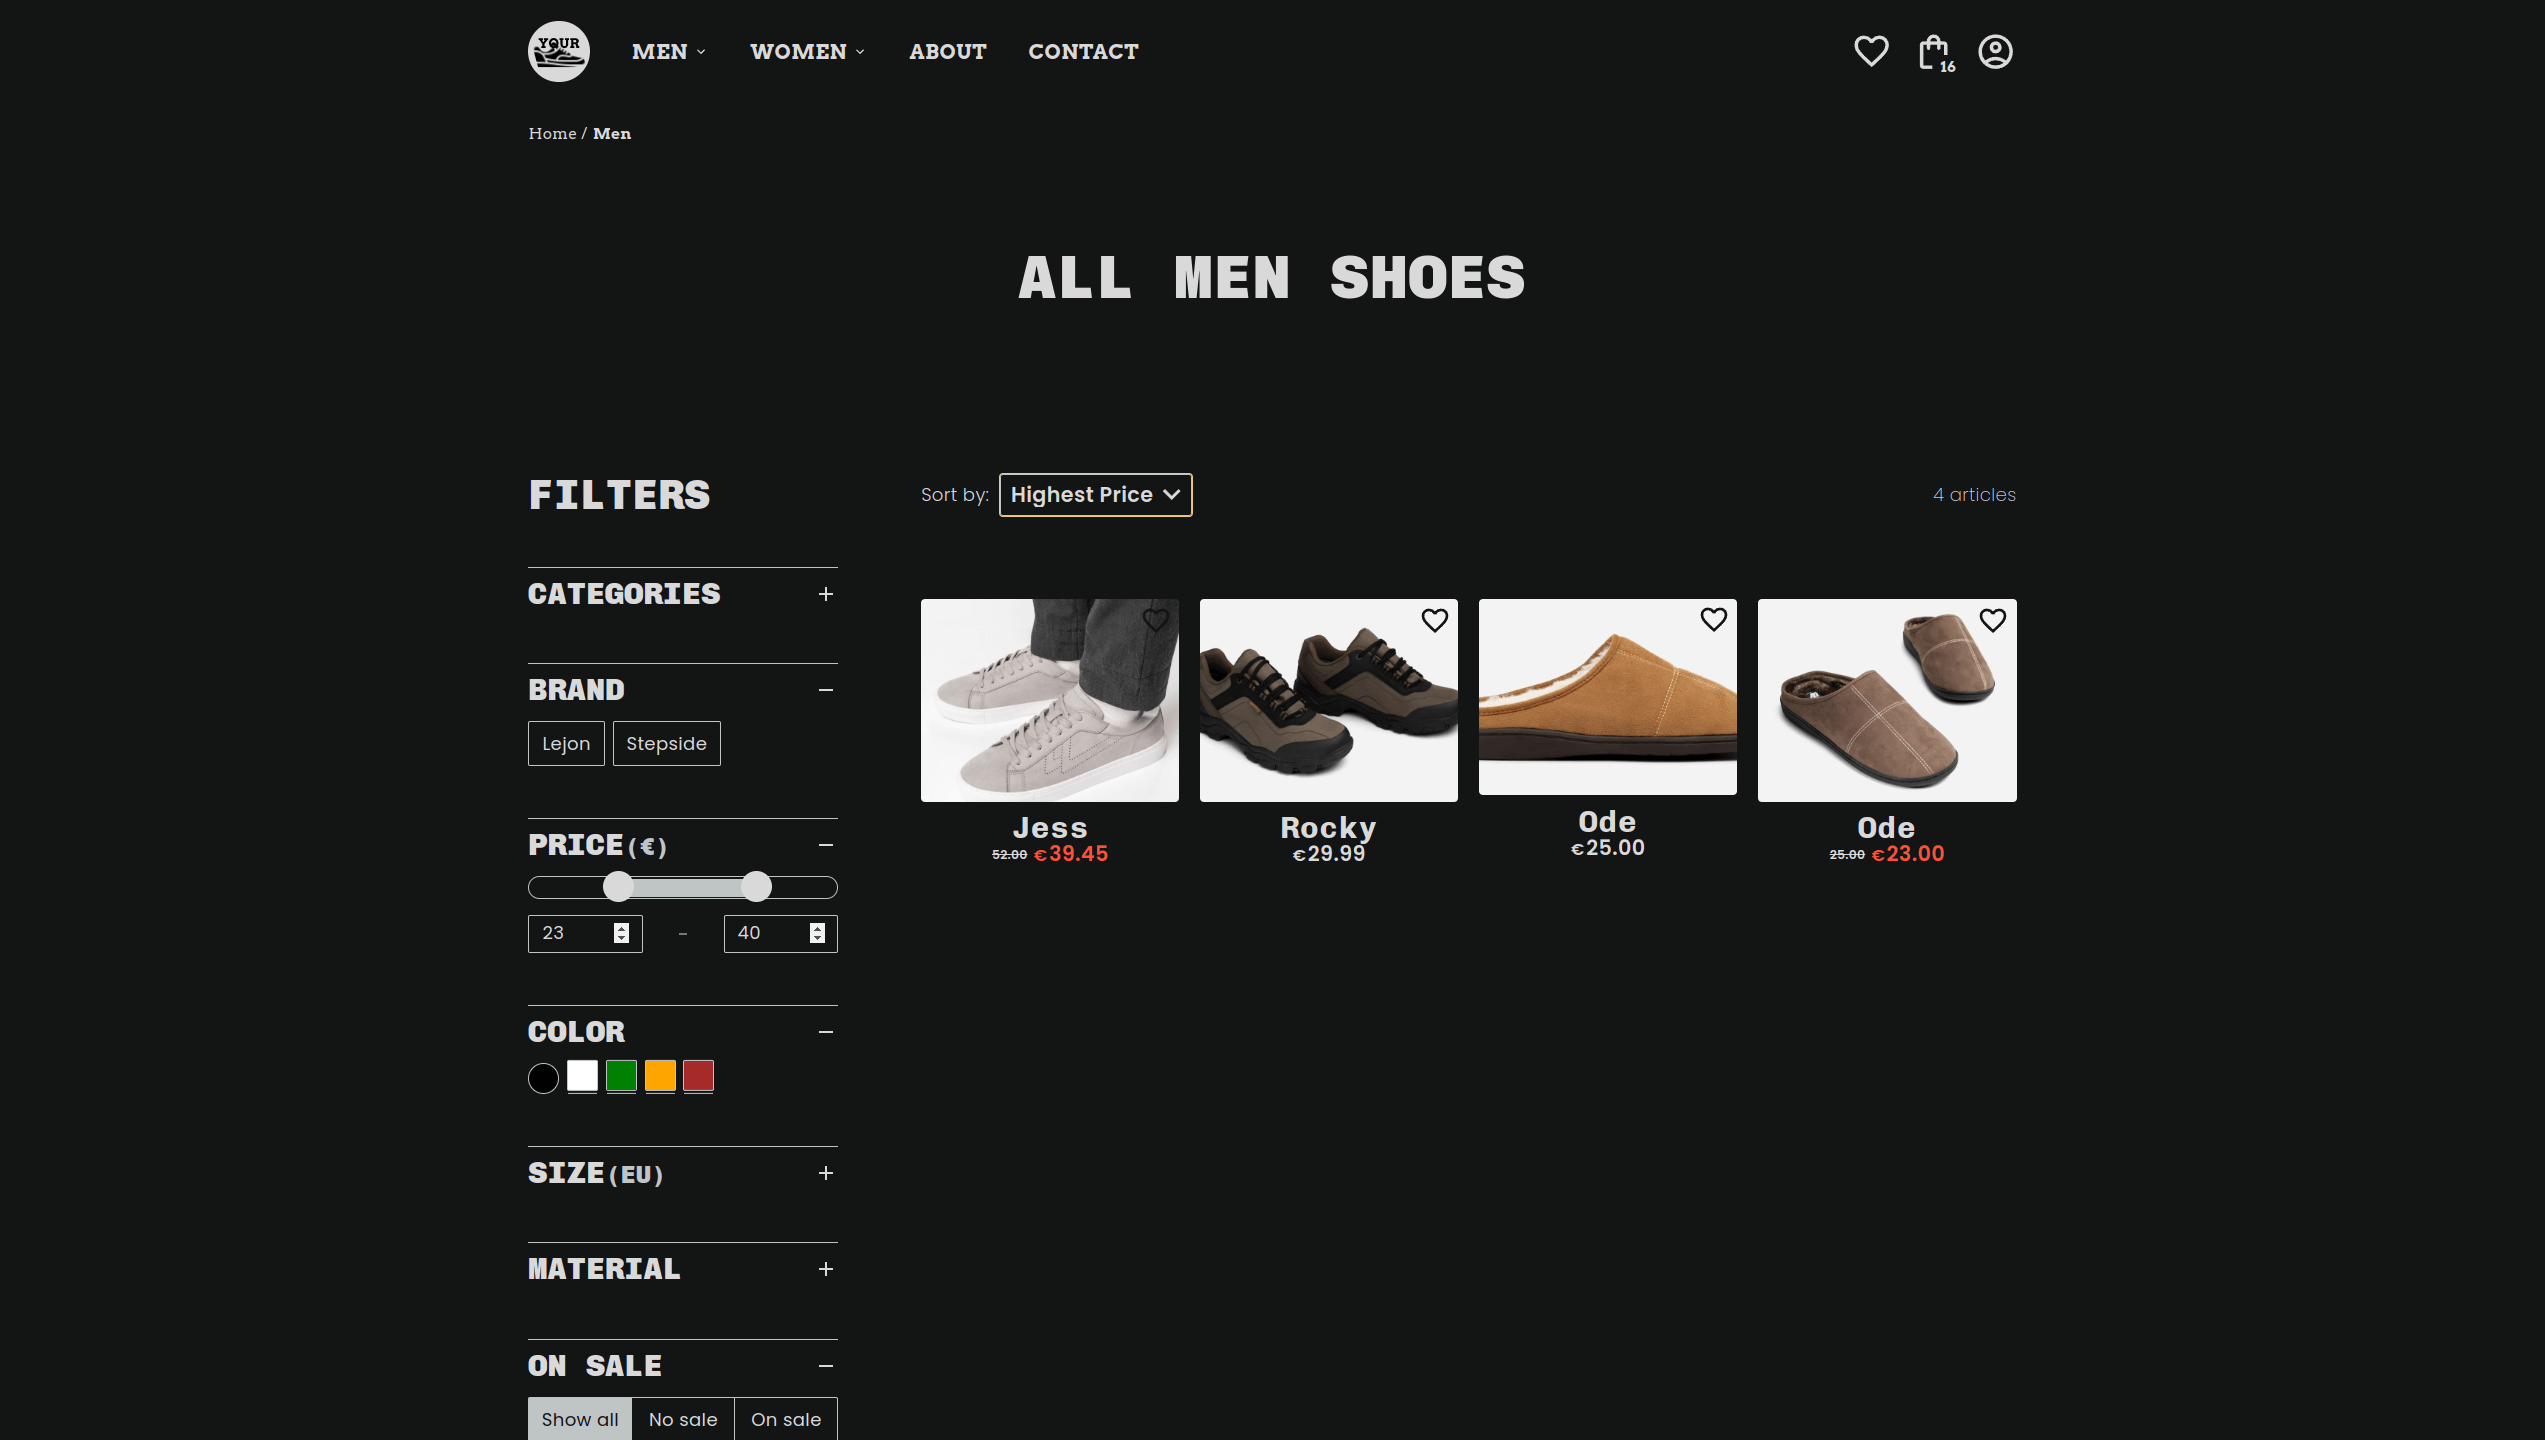 YOUR
MEN
WOMEN
ABOUT
CONTACT
16
Home / Men
ALL MEN SHOES
FILTERS
Sort by: Highest Price
4 articles
CATEGORIES
BRAND
Lejon
Stepside
PRICE(€)
23
-
40
COLOR
SIZE(EU)
MATERIAL
ON SALE
Show all
No sale
On sale
Jess
52.00 €39.45
Rocky
€29.99
Ode
€25.00
Ode
25.00 €23.00